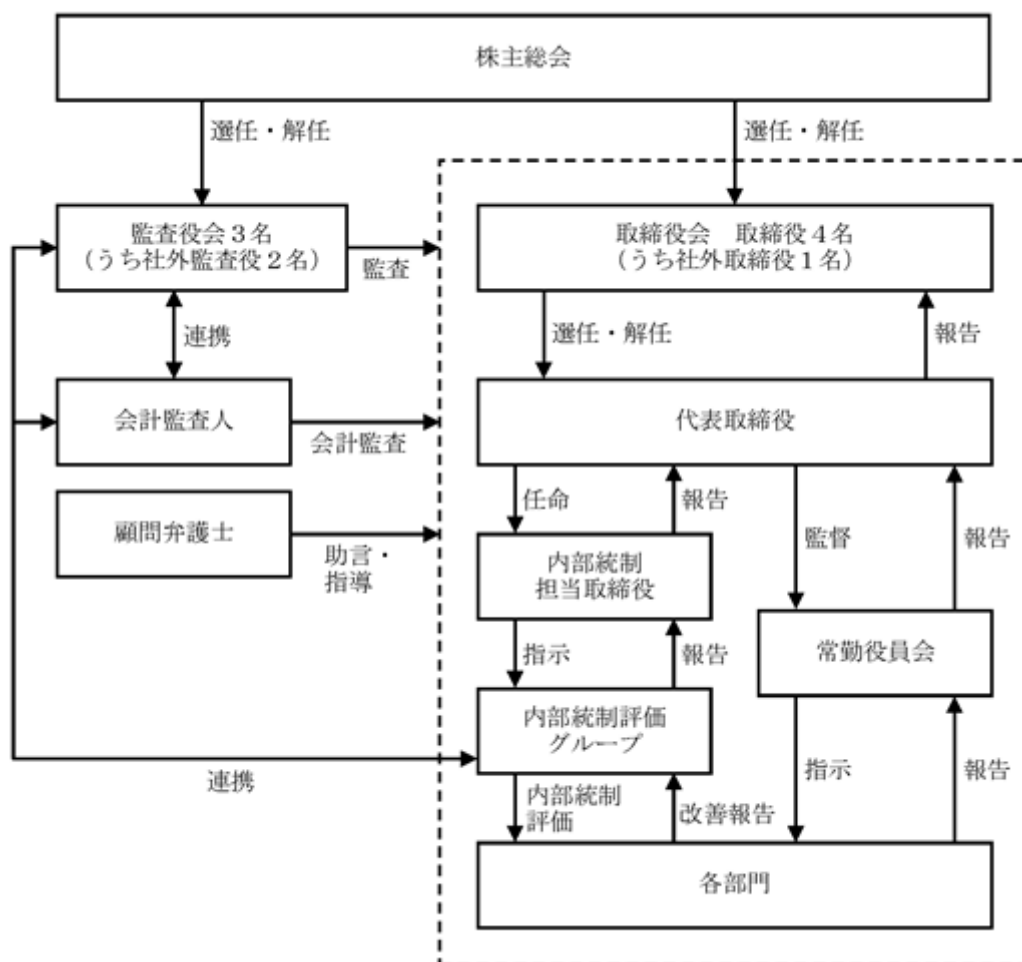 株主総会
選任・解任
選任・解任
監査役会３名
（うち社外監査役２名）
監査
取締役会　取締役４名
（うち社外取締役１名）
連携
選任・解任
報告
会計監査人
会計監査
代表取締役
顧問弁護士
助言・
指導
任命
報告
監督
報告
内部統制
担当取締役
常勤役員会
指示
報告
内部統制評価
グループ
連携
内部統制
評価
改善報告
指示
報告
各部門